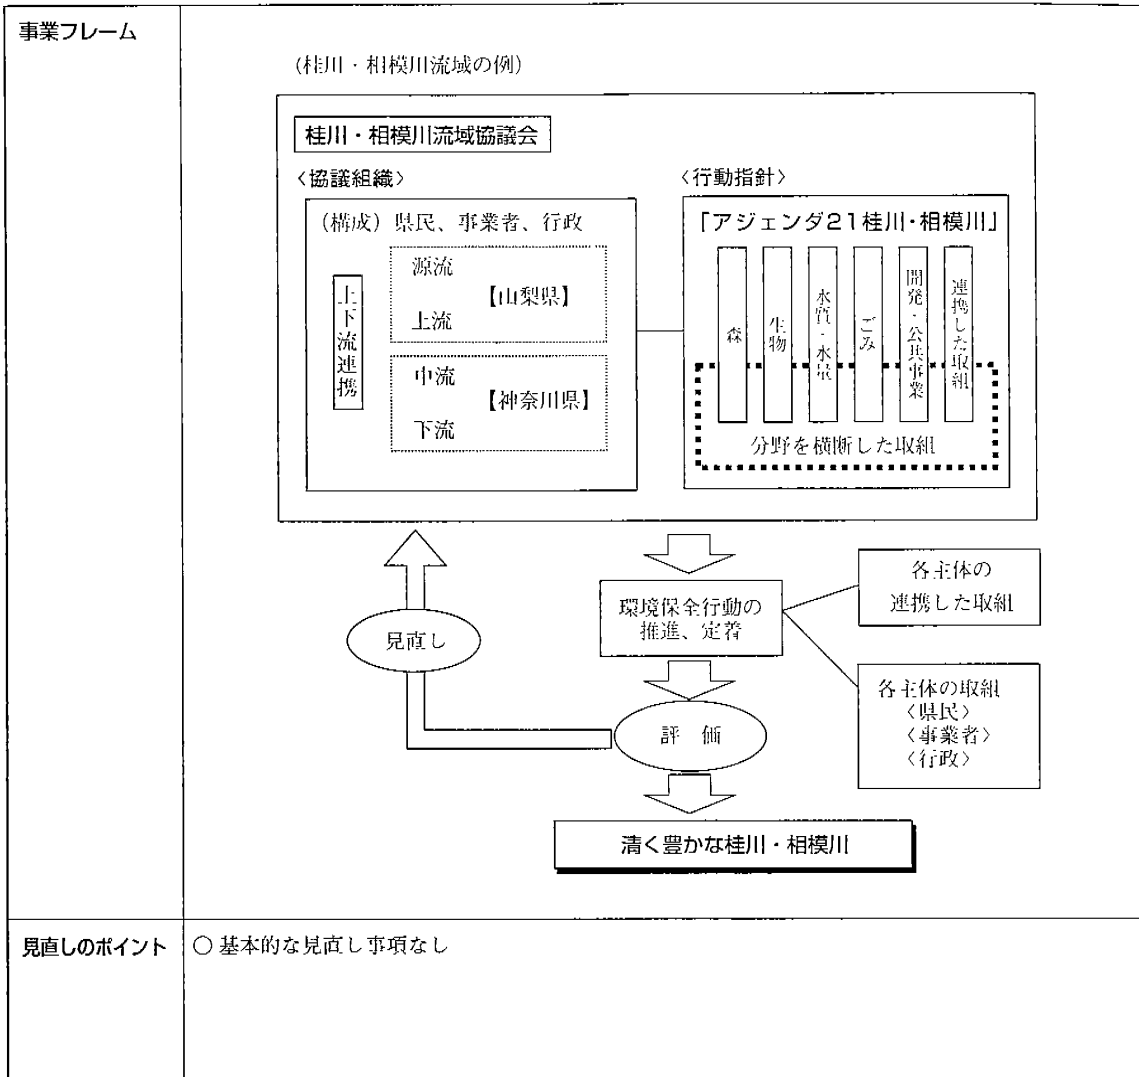 事業フレーム
(桂川・相模川流域の例)
桂川・相模川流域協議会
〈協議組織〉
(構成) 県民、事業者、行政
上下流連携
源流
上流
【山梨県】
中流
下流
【神奈川県】
〈行動指針〉
「アジェンダ21桂川・相模川」
森
生物
水質・水量
ごみ
開発・公共事業
連携した取組
分野を横断した取組
環境保全行動の
推進、定着
各主体の
連携した取組
各主体の取組
〈県民〉
〈事業者〉
〈行政〉
見直し
評 価
清く豊かな桂川・相模川
見直しのポイント
○ 基本的な見直し事項なし